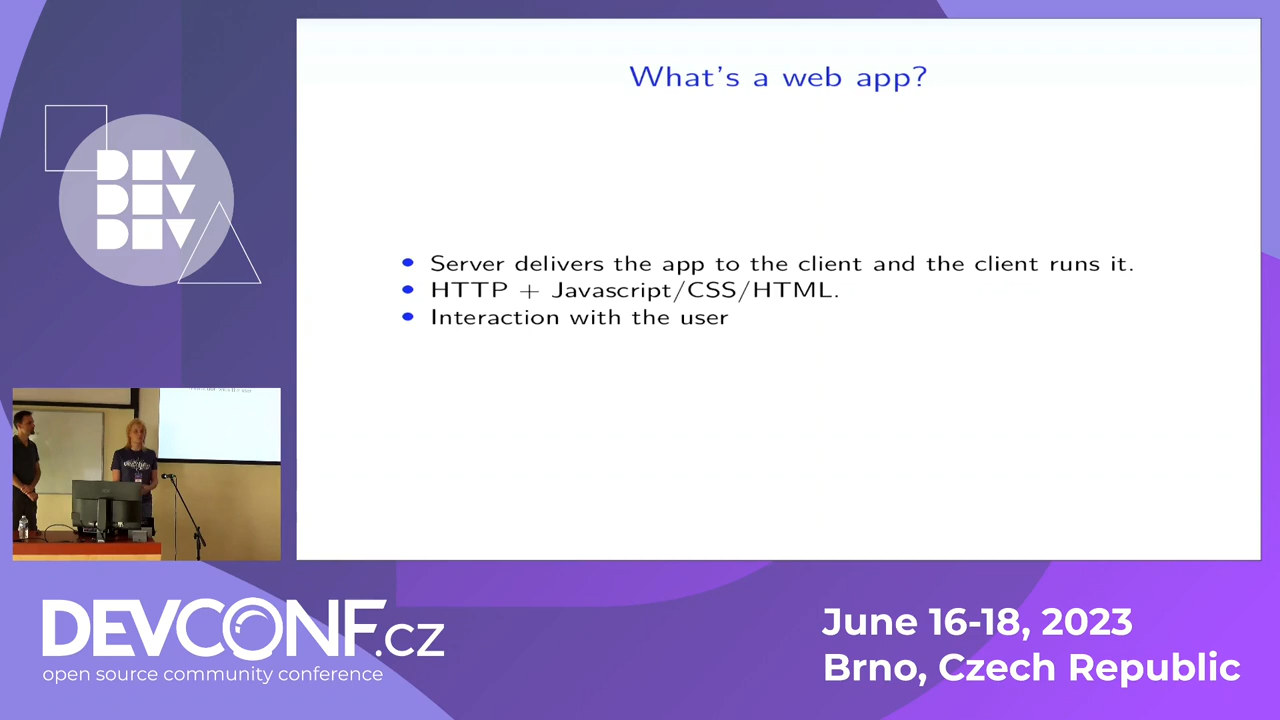 What's a web app?
Server delivers the app to the client and the client runs it.
HTTP + Javascript/CSS/HTML.
Interaction with the user
DEV
DEV
DEV
DEVCONF.CZ
open source community conference
June 16-18, 2023
Brno, Czech Republic